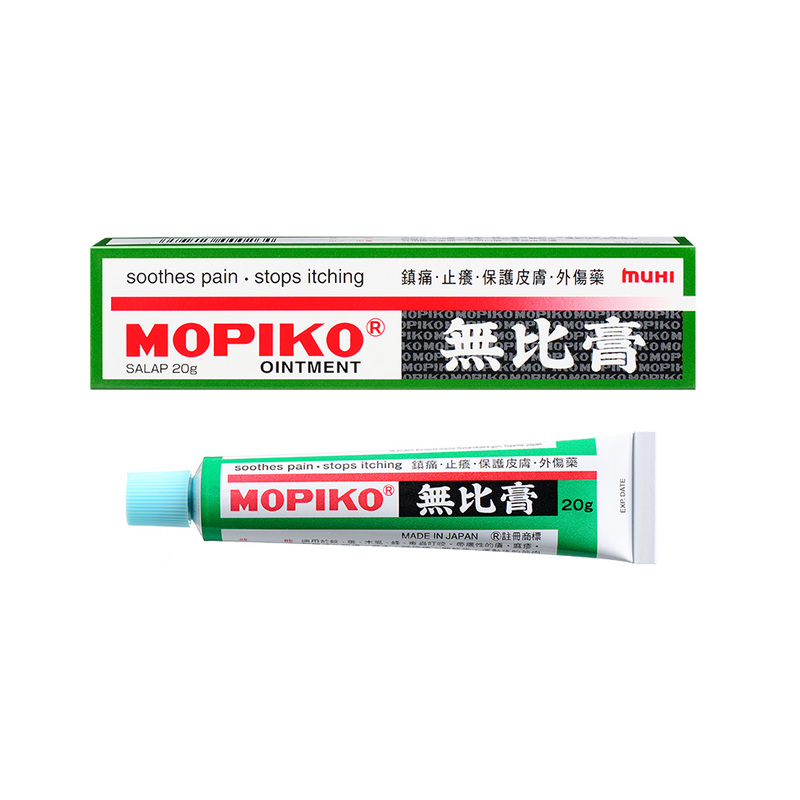 soothes pain · stops itching 鎮痛·止癢·保護皮膚·外傷藥 MUHI
MOPIKO® 無比膏
SALAP 20g OINTMENT
soothes pain · stops itching 鎮痛·止癢·保護皮膚·外傷藥
MOPIKO® 無比膏 20g
EXP. DATE
MADE IN JAPAN ®註冊商標